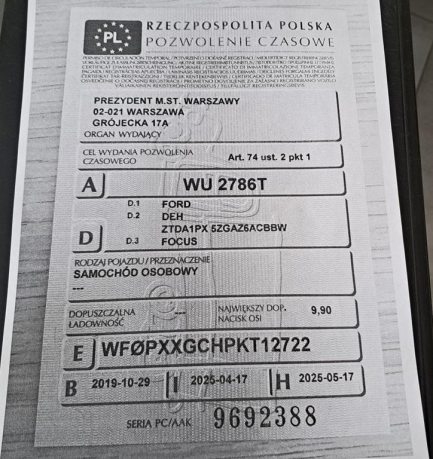 PL
RZECZPOSPOLITA POLSKA
POZWOLENIE CZASOWE
PREZYDENT M.ST. WARSZAWY
02-021 WARSZAWA
GRÓJECKA 17A
ORGAN WYDAJĄCY
CEL WYDANIA POZWOLENIA
CZASOWEGO
Art. 74 ust. 2 pkt 1
A WU 2786T
D.1 FORD
D.2 DEH
ZTDA1PX 5ZGAZ6ACBBW
D
D.3 FOCUS
RODZAJ POJAZDU / PRZEZNACZENIE
SAMOCHÓD OSOBOWY
---
DOPUSZCZALNA
ŁADOWNOŚĆ
---
NAJWIĘKSZY DOP.
NACISK OSI
9,90
E WFØPXXGCHPKT12722
B 2019-10-29 I 2025-04-17 H 2025-05-17
SERIA PC/AAK 9692388